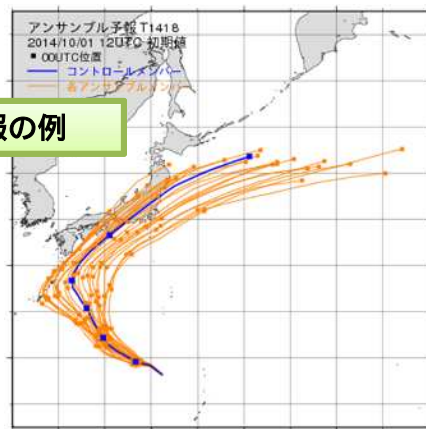 アンサンブル予報 T1418
2014/10/01 12UTC 初期値
■ 00UTC位置
コントロールメンバー
各アンサンブルメンバー
報の例